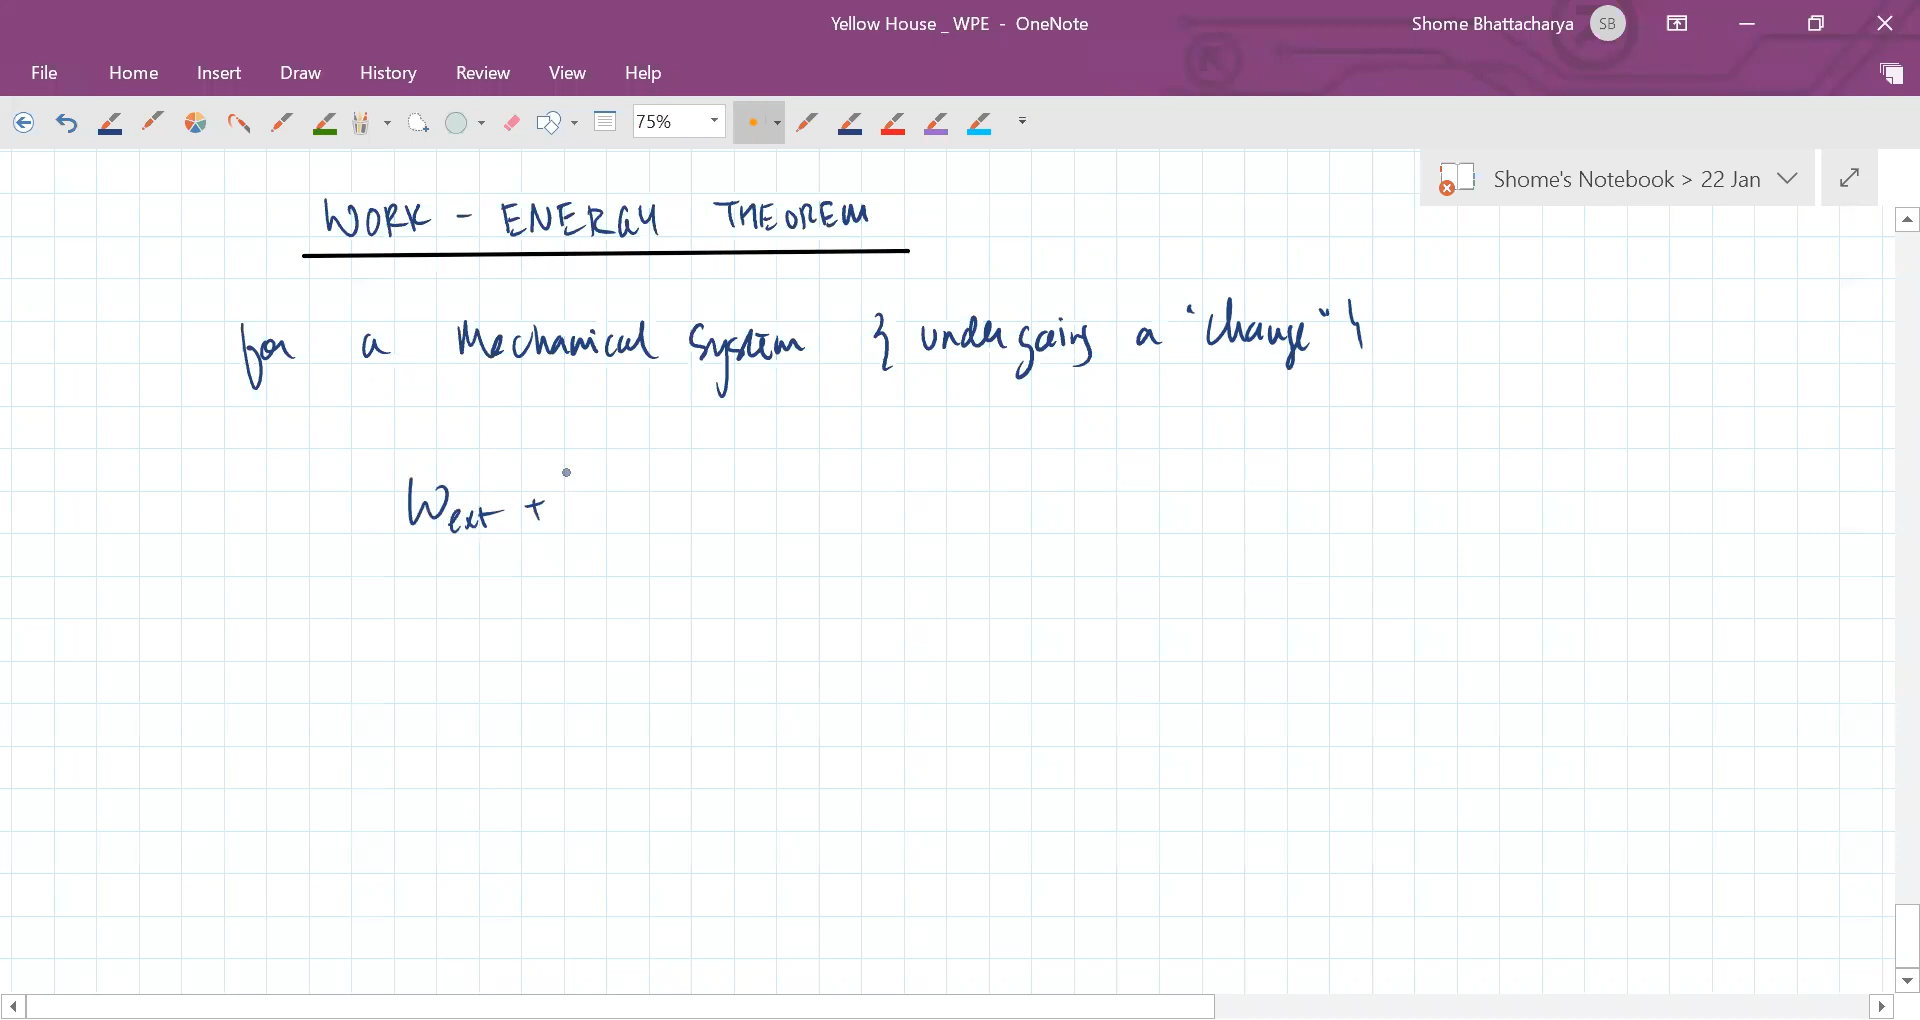 Yellow House _ WPE - OneNote
Shome Bhattacharya SB
File Home Insert Draw History Review View Help
75%
Shome's Notebook > 22 Jan
WORK - ENERGY THEOREM
for a Mechanical System } undergoing a "Change" }
Wext +